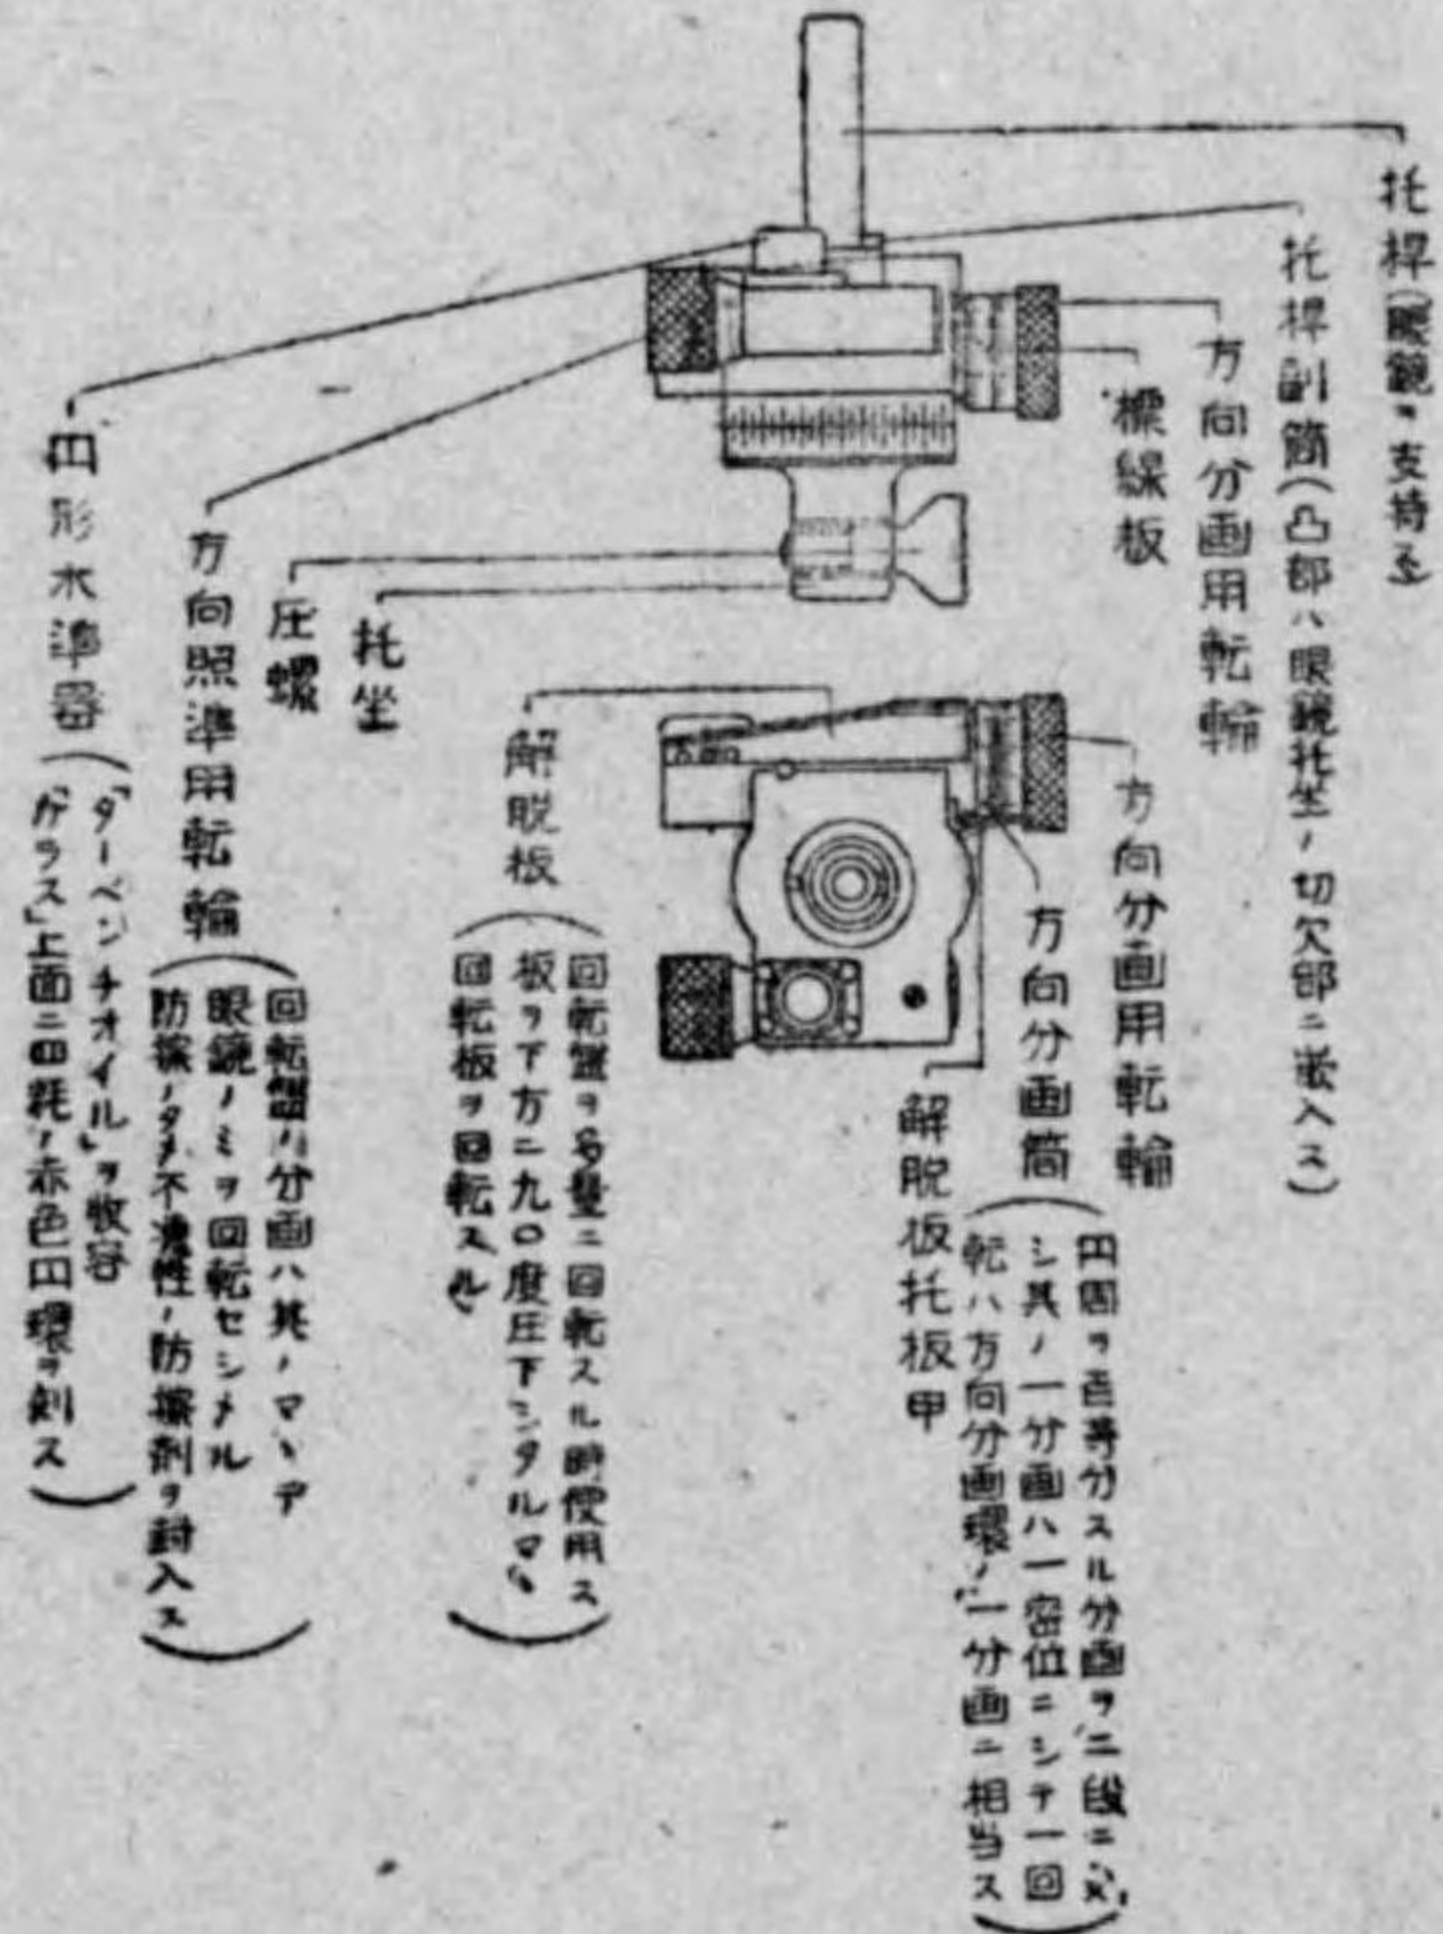 托桿(眼鏡ヲ支持ス)
托桿副筒(凸部ハ眼鏡托坐ノ切欠部ニ嵌入ス)
方向分画用転輪
標線板
方向分画用転輪
方向分画筒
円周ヲ百等分スル分画ヲ二段ニ
シ其ノ一分画ハ一密位ニシテ一回
転ハ方向分画環ノ一分画ニ相当ス
解脱板托板甲
解脱板
回転盤ヲ多量ニ回転スル時使用ス
板ヲ下方ニ九〇度圧下シタルママ
回転板ヲ回転スル
托坐
圧螺
方向照準用転輪
回転盤分画ハ其ノママデ
眼鏡ノミヲ回転セシメル
防擦ノタメ不凍性ノ防擦剤ヲ封入ス
円形水準器
「ターペンチオイル」ヲ収容
「ガラス」上面ニ四粍ノ赤色円環ヲ刻ス